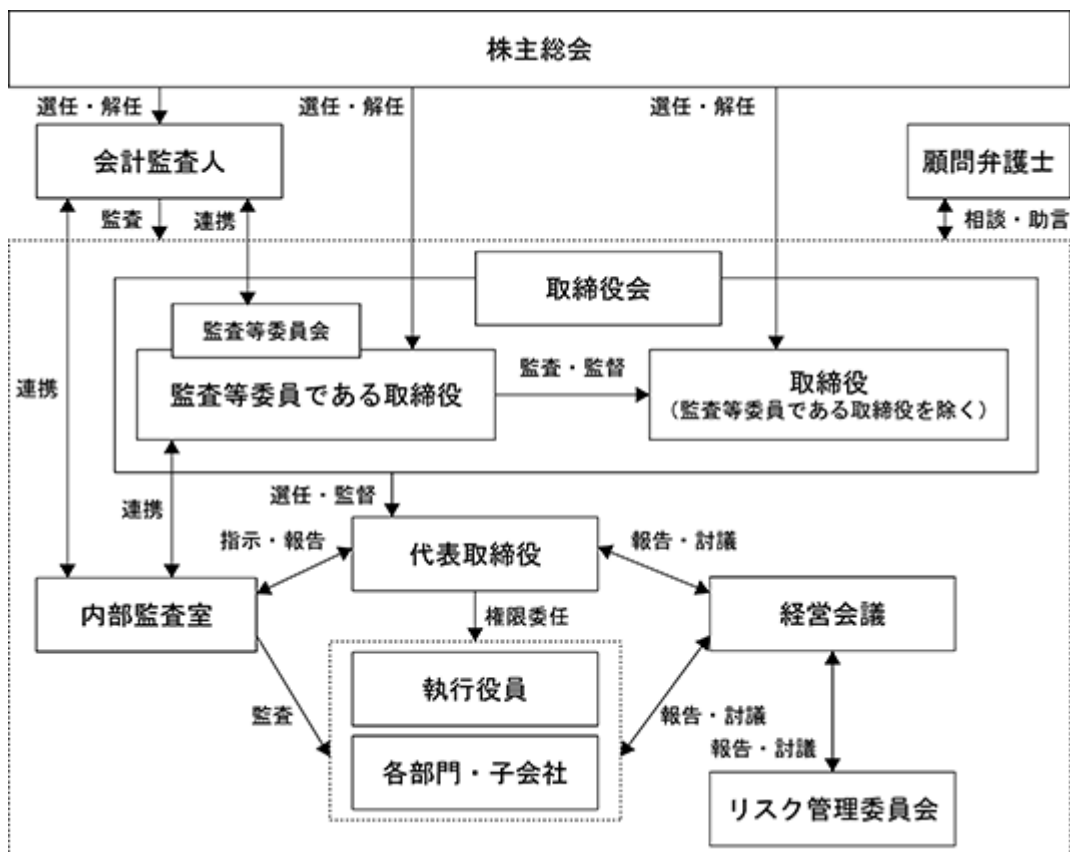 株主総会
選任・解任
選任・解任
選任・解任
会計監査人
顧問弁護士
監査
連携
相談・助言
取締役会
監査等委員会
連携
監査等委員である取締役
監査・監督
取締役
（監査等委員である取締役を除く）
連携
選任・監督
指示・報告
代表取締役
報告・討議
内部監査室
権限委任
経営会議
執行役員
監査
報告・討議
各部門・子会社
報告・討議
リスク管理委員会